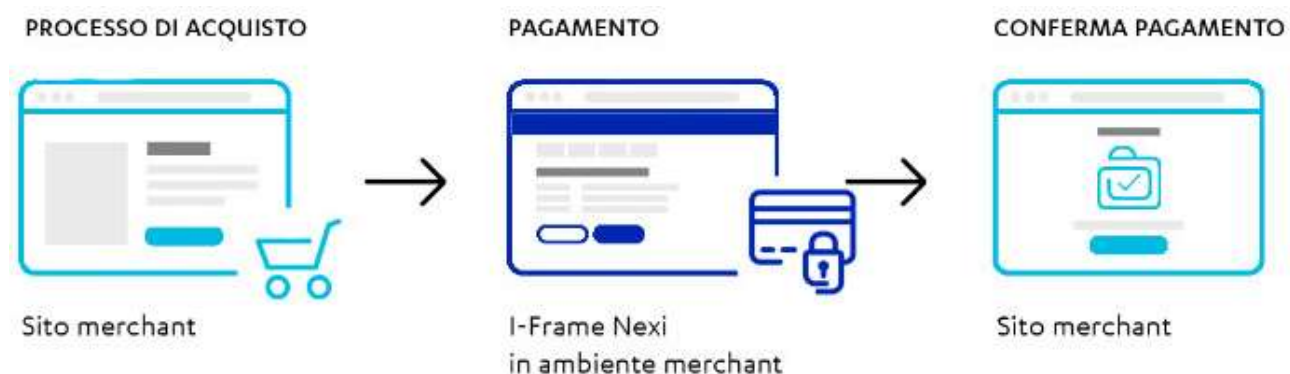 PROCESSO DI ACQUISTO
PAGAMENTO
CONFERMA PAGAMENTO
Sito merchant
I-Frame Nexi
in ambiente merchant
Sito merchant